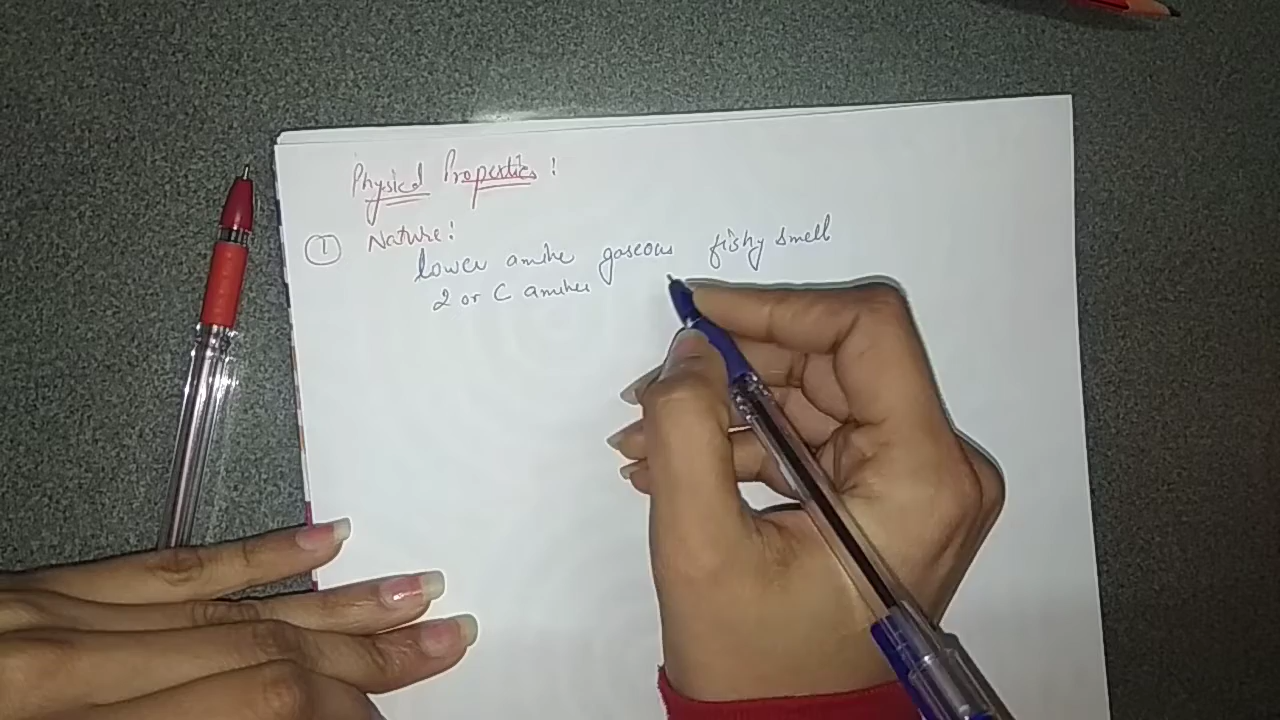 Physical Properties :
① Nature :
lower amine gaseous fishy smell
2 or C amines